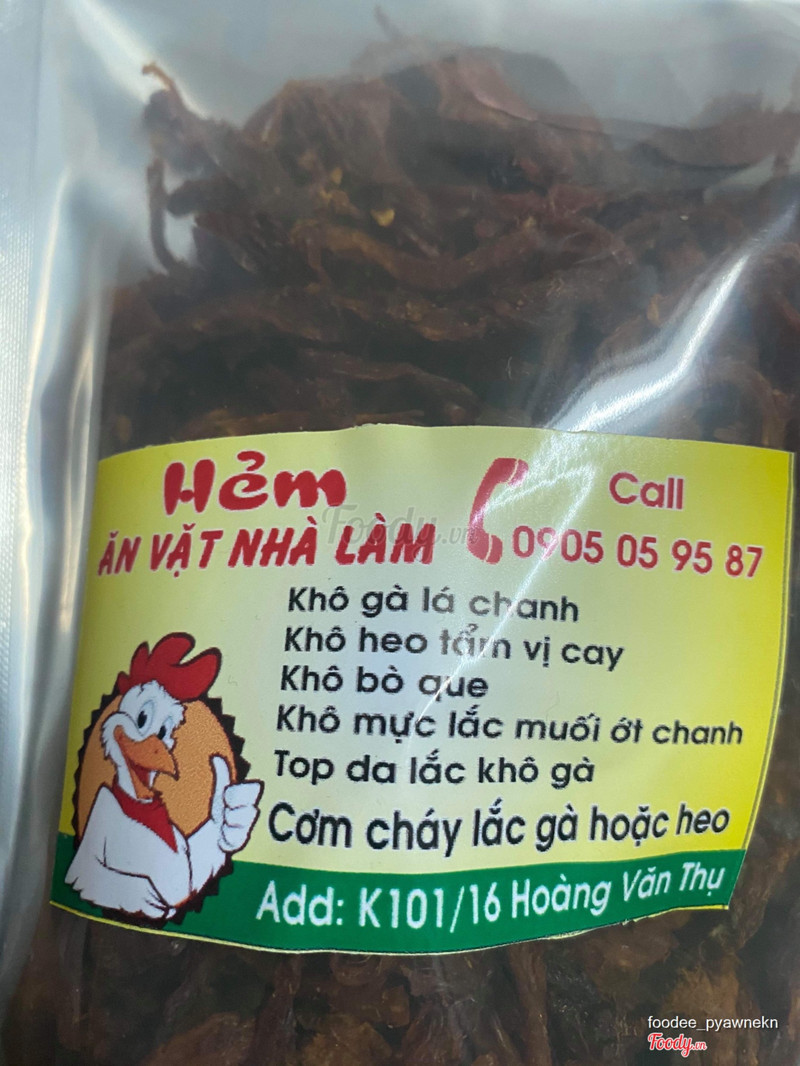 Hẻm
ĂN VẶT NHÀ LÀM
Call
0905 05 95 87
Foody.vn
Khô gà lá chanh
Khô heo tẩm vị cay
Khô bò que
Khô mực lắc muối ớt chanh
Top da lắc khô gà
Cơm cháy lắc gà hoặc heo
Add: K101/16 Hoàng Văn Thụ
foodee_pyawnekn
Foody.vn